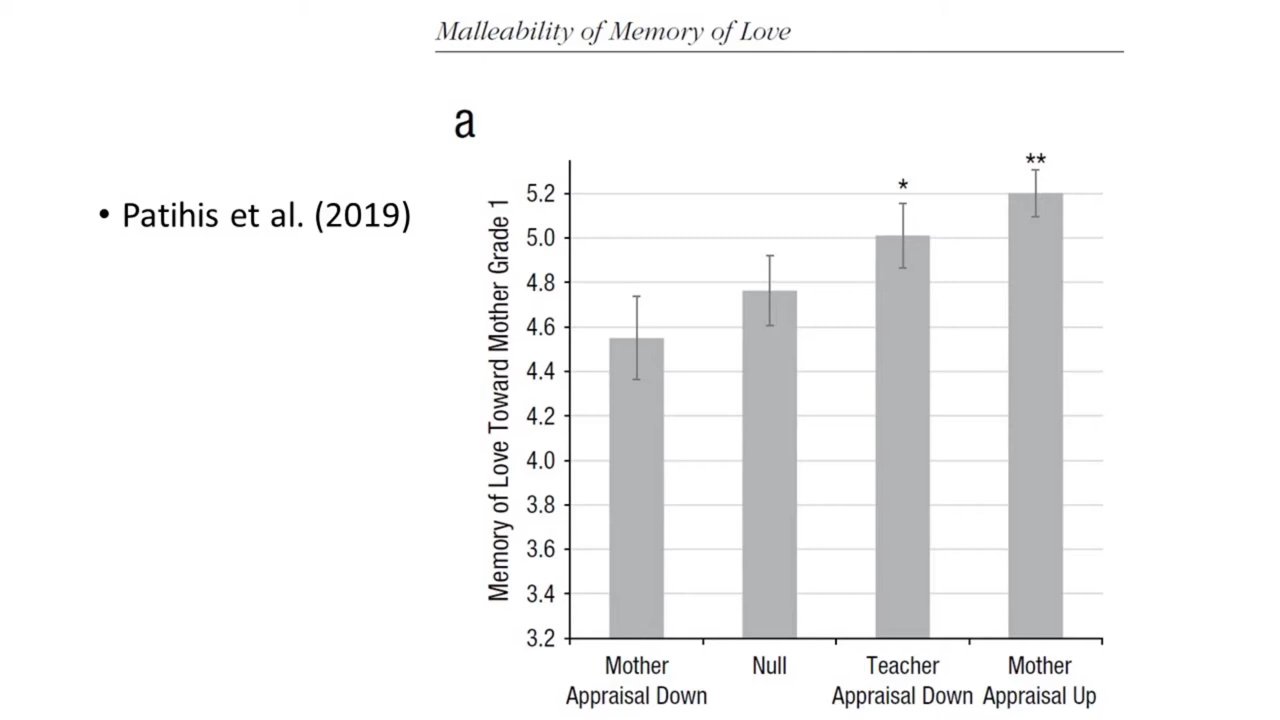 Malleability of Memory of Love
a
• Patihis et al. (2019)
Memory of Love Toward Mother Grade 1
5.2
5.0
4.8
4.6
4.4
4.2
4.0
3.8
3.6
3.4
3.2
*
**
Mother
Appraisal Down
Null
Teacher
Appraisal Down
Mother
Appraisal Up